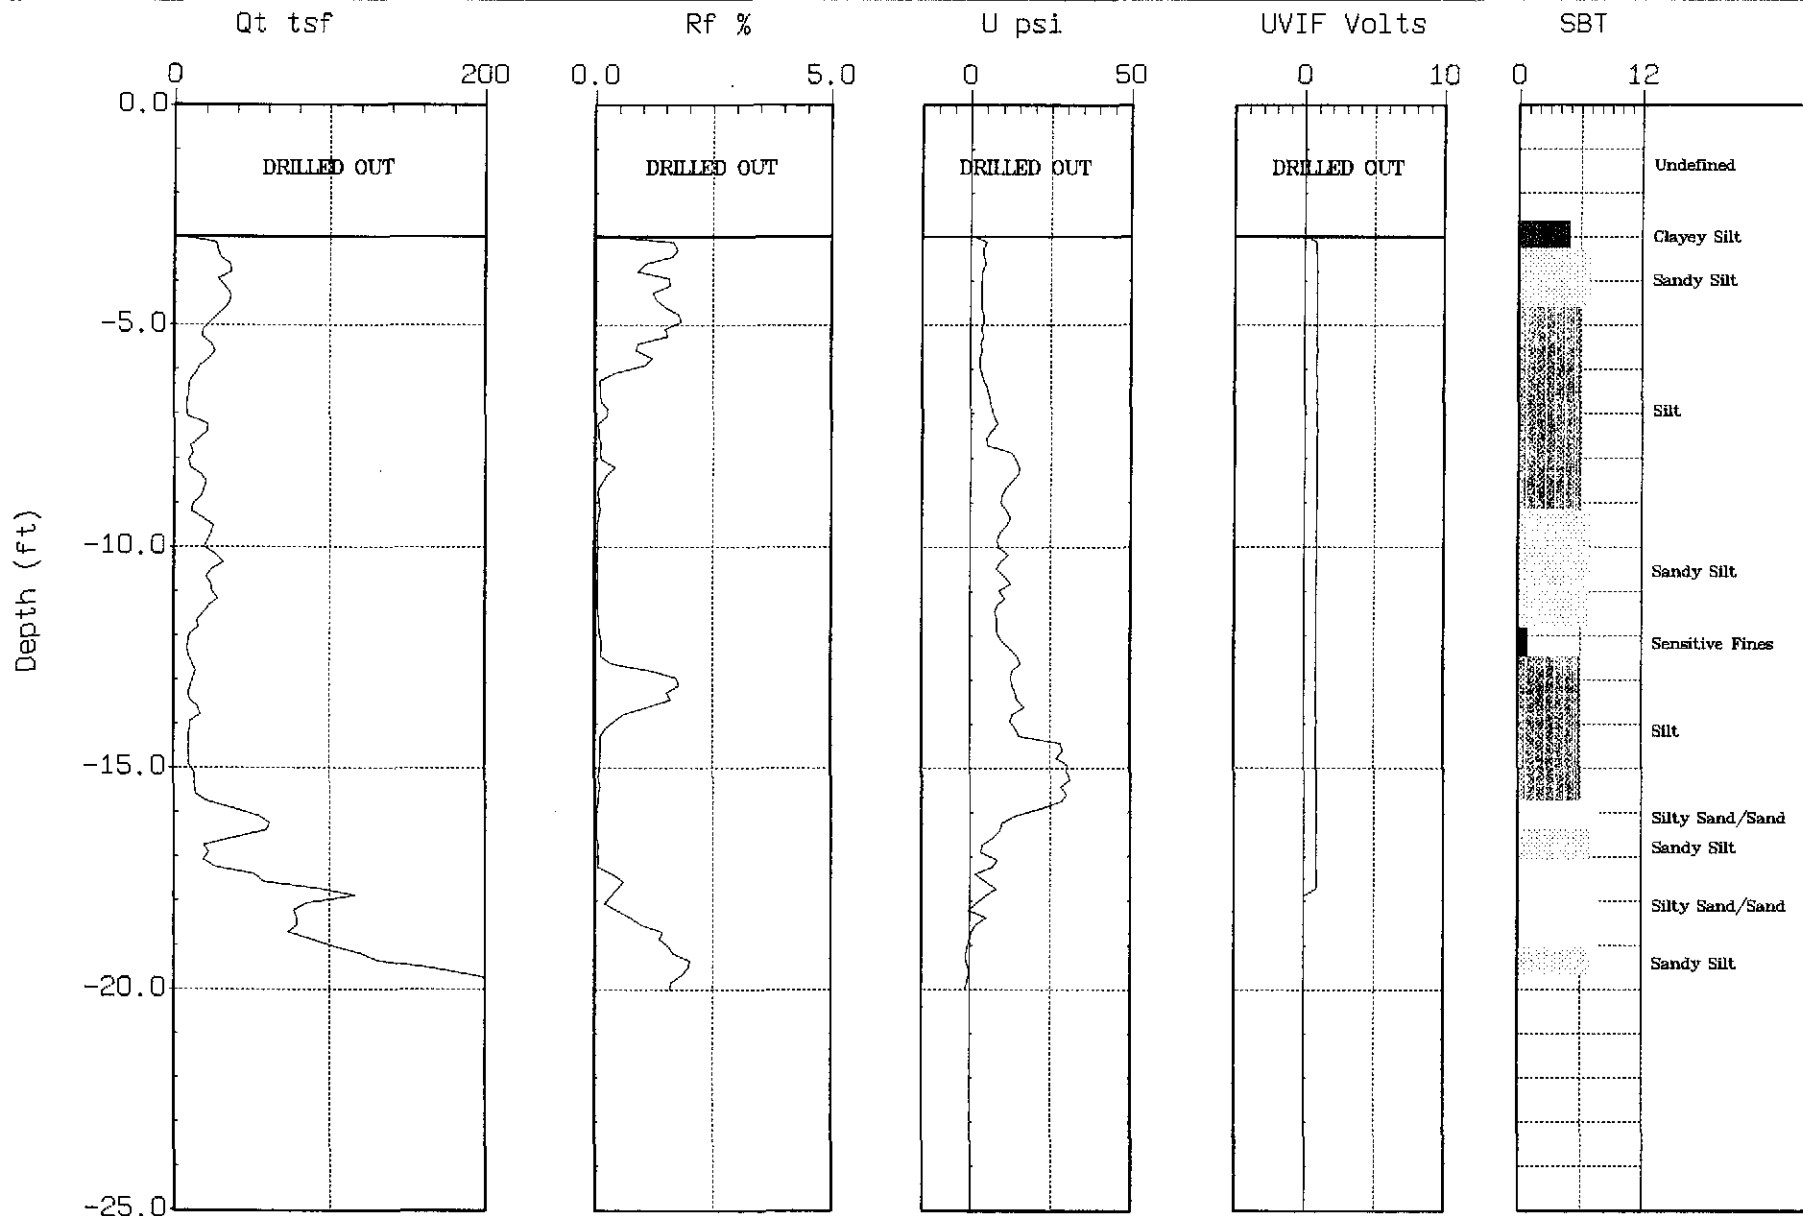 Qt tsf Rf % U psi UVIF Volts SBT
0 200 0.0 5.0 0 50 0 10 0 12
0.0
DRILLED OUT DRILLED OUT DRILLED OUT DRILLED OUT Undefined
Clayey Silt
Sandy Silt
-5.0
Silt
Depth (ft)
-10.0
Sandy Silt
Sensitive Fines
Silt
-15.0
Silty Sand/Sand
Sandy Silt
Silty Sand/Sand
Sandy Silt
-20.0
-25.0